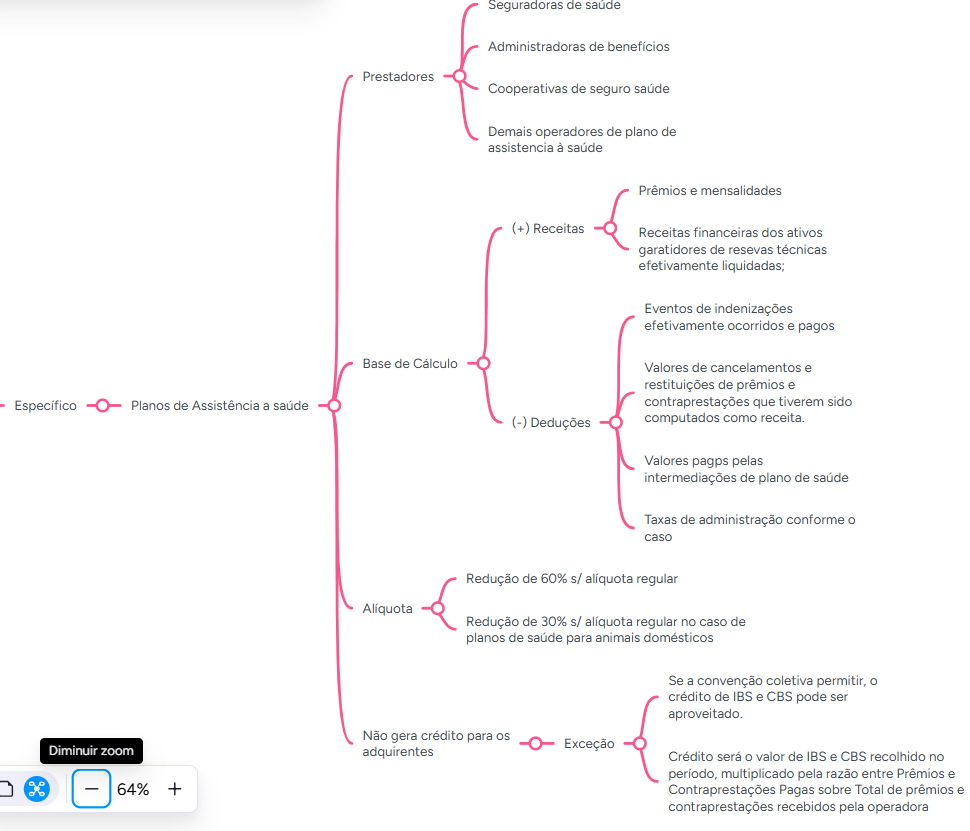 Seguradoras de saúde
Administradoras de benefícios
Prestadores
Cooperativas de seguro saúde
Demais operadores de plano de
assistencia à saúde
Prêmios e mensalidades
(+) Receitas
Receitas financeiras dos ativos
garatidores de resevas técnicas
efetivamente liquidadas;
Eventos de indenizações
efetivamente ocorridos e pagos
Base de Cálculo
Valores de cancelamentos e
restituições de prêmios e
contraprestações que tiverem sido
computados como receita.
Específico
Planos de Assistência a saúde
(-) Deduções
Valores pagps pelas
intermediações de plano de saúde
Taxas de administração conforme o
caso
Redução de 60% s/ alíquota regular
Alíquota
Redução de 30% s/ alíquota regular no caso de
planos de saúde para animais domésticos
Se a convenção coletiva permitir, o
crédito de IBS e CBS pode ser
aproveitado.
Não gera crédito para os
adquirentes
Exceção
Crédito será o valor de IBS e CBS recolhido no
período, multiplicado pela razão entre Prêmios e
Contraprestações Pagas sobre Total de prêmios e
contraprestações recebidos pela operadora
Diminuir zoom
64%